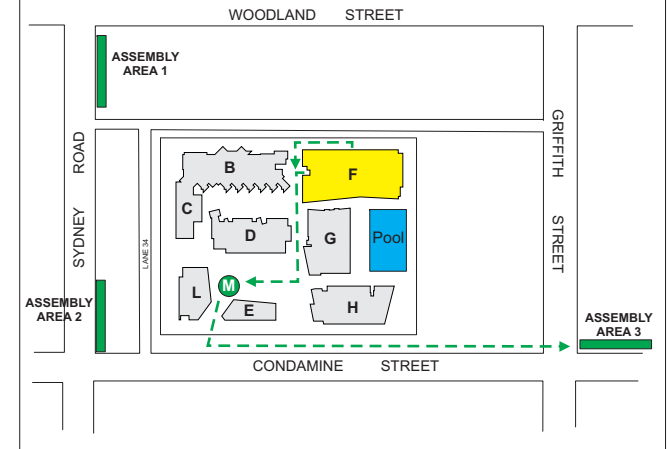 WOODLAND STREET
ASSEMBLY
AREA 1
SYDNEY ROAD
GRIFFITH STREET
LANE 34
B
F
C
D
G
Pool
L
M
E
H
ASSEMBLY
AREA 2
ASSEMBLY
AREA 3
CONDAMINE STREET